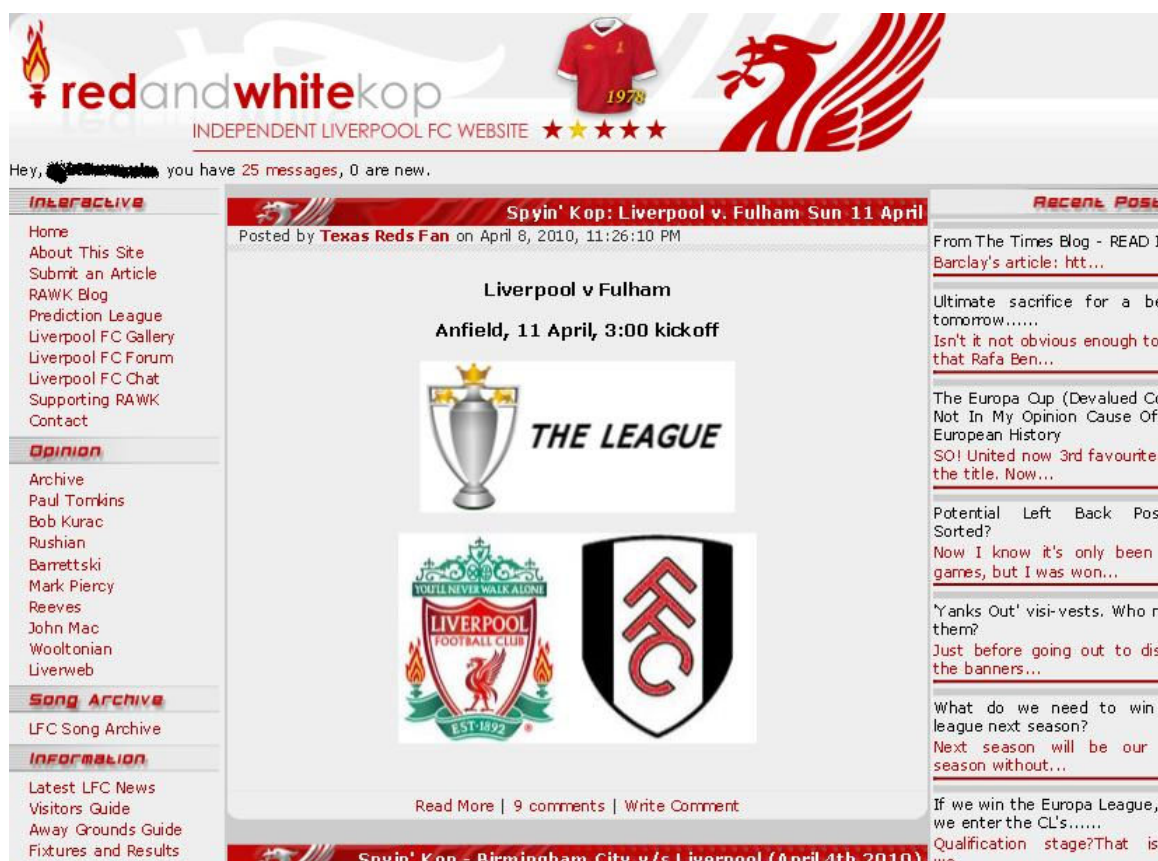 redandwhitekop
1978
INDEPENDENT LIVERPOOL FC WEBSITE
Hey, you have 25 messages, 0 are new.
Interactive
Home
About This Site
Submit an Article
RAWK Blog
Prediction League
Liverpool FC Gallery
Liverpool FC Forum
Liverpool FC Chat
Supporting RAWK
Contact
Opinion
Archive
Paul Tomkins
Bob Kurac
Rushian
Barrettski
Mark Piercy
Reeves
John Mac
Wooltonian
Liverweb
Song Archive
LFC Song Archive
Information
Latest LFC News
Visitors Guide
Away Grounds Guide
Fixtures and Results
Spyin' Kop: Liverpool v. Fulham Sun 11 April
Posted by Texas Reds Fan on April 8, 2010, 11:26:10 PM
Liverpool v Fulham
Anfield, 11 April, 3:00 kickoff
THE LEAGUE
YOU'LL NEVER WALK ALONE
LIVERPOOL
FOOTBALL CLUB
EST·1892
FFC
Read More | 9 comments | Write Comment
Spyin' Kop - Birmingham City v/s Liverpool (April 4th 2010)
Recent Post
From The Times Blog - READ
Barclay's article: htt...
Ultimate sacrifice for a be
tomorrow......
Isn't it not obvious enough to
that Rafa Ben...
The Europa Cup (Devalued Co
Not In My Opinion Cause Of
European History
SO! United now 3rd favourite
the title. Now...
Potential Left Back Pos
Sorted?
Now I know it's only been
games, but I was won...
'Yanks Out' visi-vests. Who
them?
Just before going out to dis
the banners...
What do we need to win
league next season?
Next season will be our
season without...
If we win the Europa League,
we enter the CL's......
Qualification stage?That is